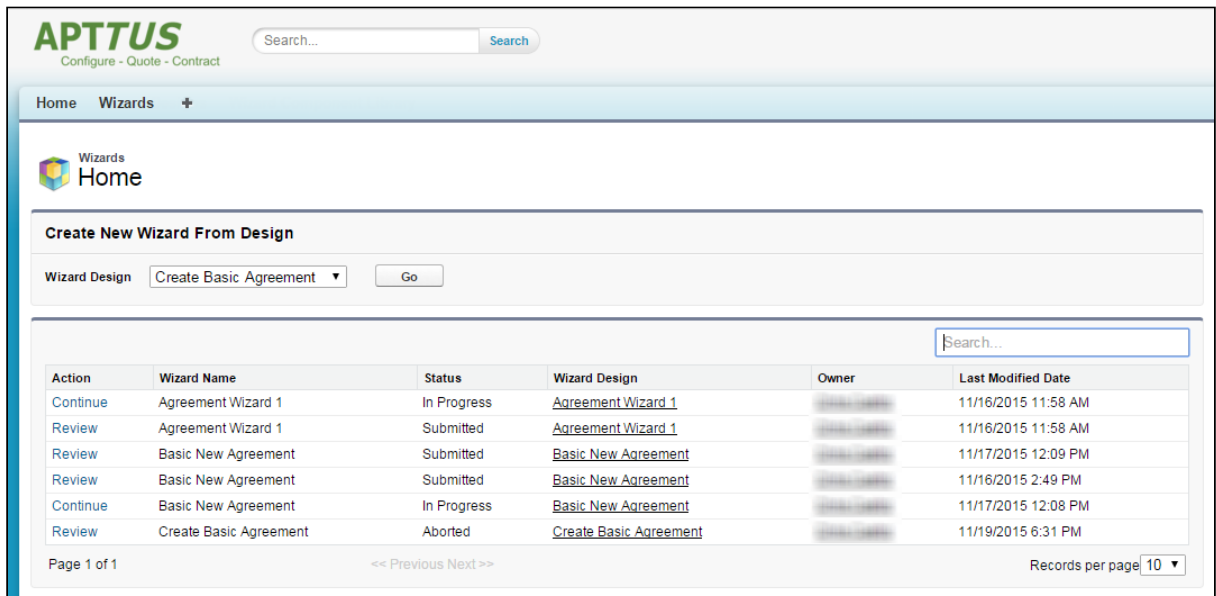 APTTUS
Configure - Quote - Contract
Search... Search
Home Wizards +
Wizards
Home
Create New Wizard From Design
Wizard Design Create Basic Agreement Go
Search...
Action Wizard Name Status Wizard Design Owner Last Modified Date
Continue Agreement Wizard 1 In Progress Agreement Wizard 1 11/16/2015 11:58 AM
Review Agreement Wizard 1 Submitted Agreement Wizard 1 11/16/2015 11:58 AM
Review Basic New Agreement Submitted Basic New Agreement 11/17/2015 12:09 PM
Review Basic New Agreement Submitted Basic New Agreement 11/16/2015 2:49 PM
Continue Basic New Agreement In Progress Basic New Agreement 11/17/2015 12:08 PM
Review Create Basic Agreement Aborted Create Basic Agreement 11/19/2015 6:31 PM
Page 1 of 1 << Previous Next >> Records per page 10